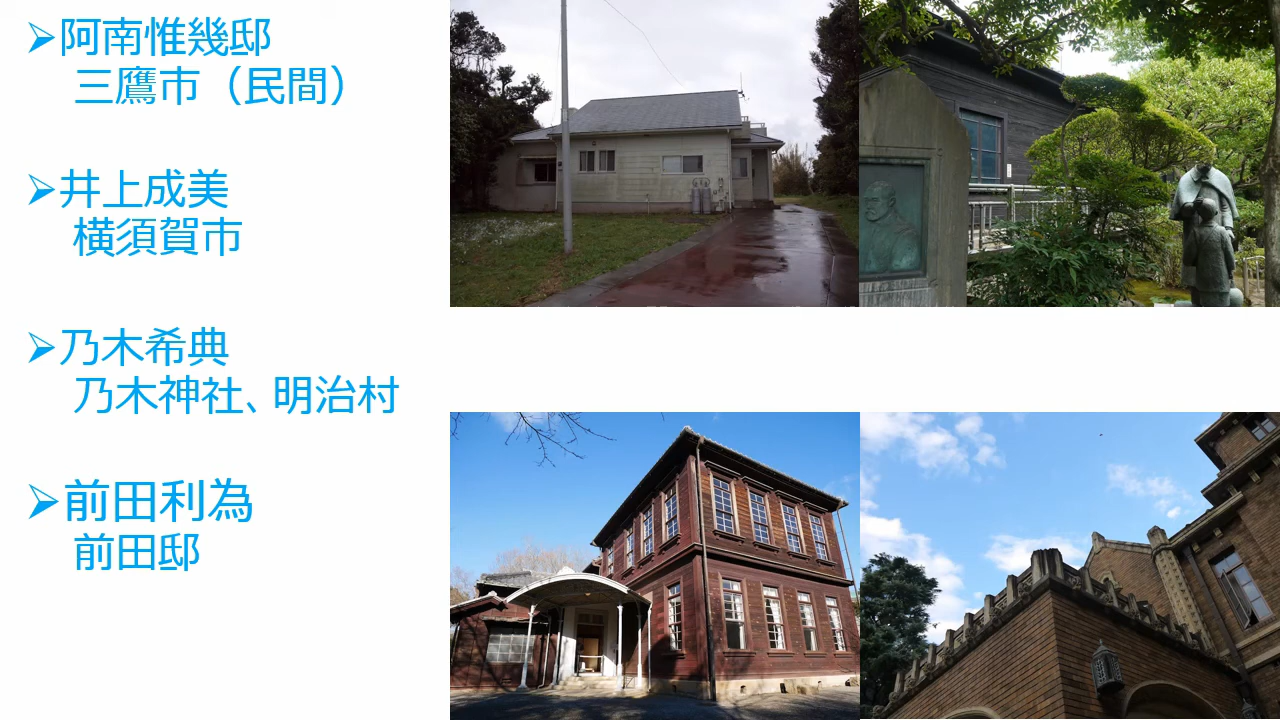 ➢阿南惟幾邸
三鷹市（民間）
➢井上成美
横須賀市
➢乃木希典
乃木神社、明治村
➢前田利為
前田邸